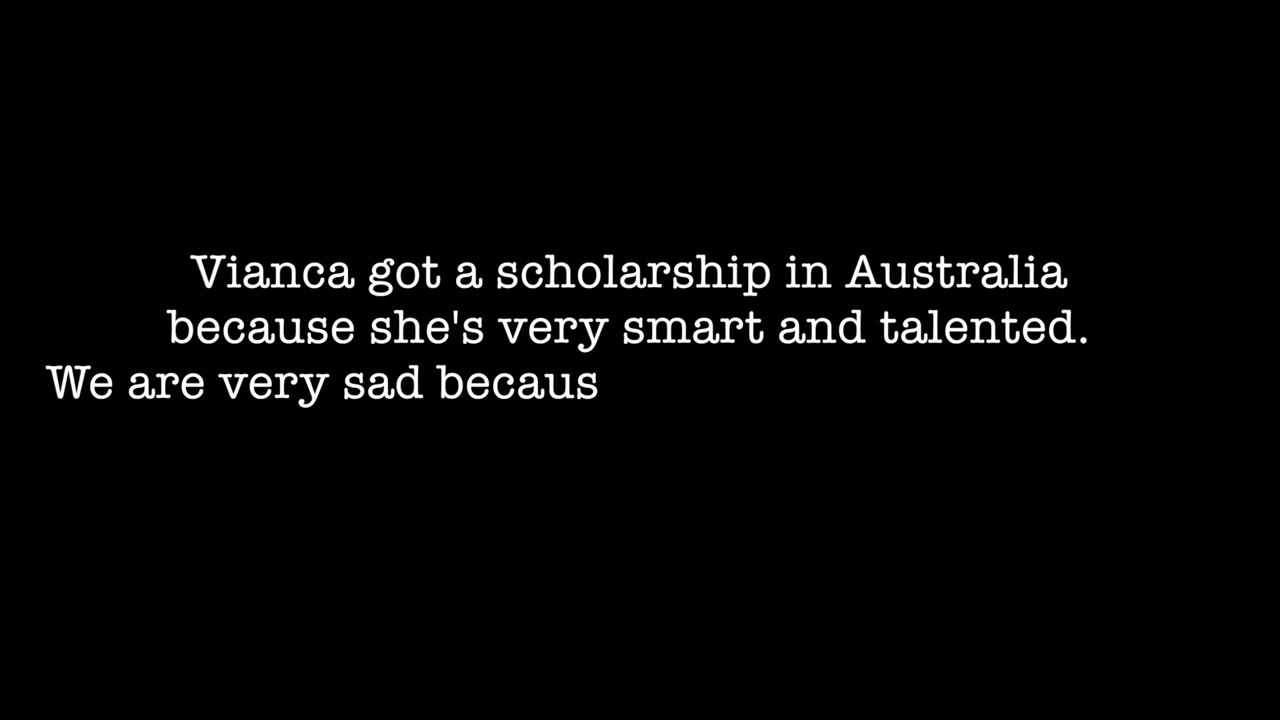 Vianca got a scholarship in Australia
because she's very smart and talented.
We are very sad becaus